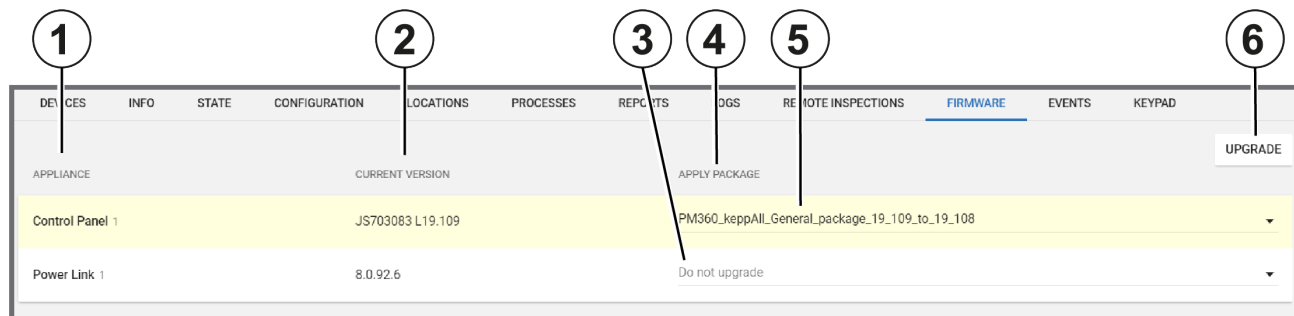 1 2 3 4 5 6
DEVICES INFO STATE CONFIGURATION LOCATIONS PROCESSES REPORTS LOGS REMOTE INSPECTIONS FIRMWARE EVENTS KEYPAD
UPGRADE
APPLIANCE CURRENT VERSION APPLY PACKAGE
Control Panel 1 JS703083 L19.109 PM360_keppAll_General_package_19_109_to_19_108
Power Link 1 8.0.92.6 Do not upgrade